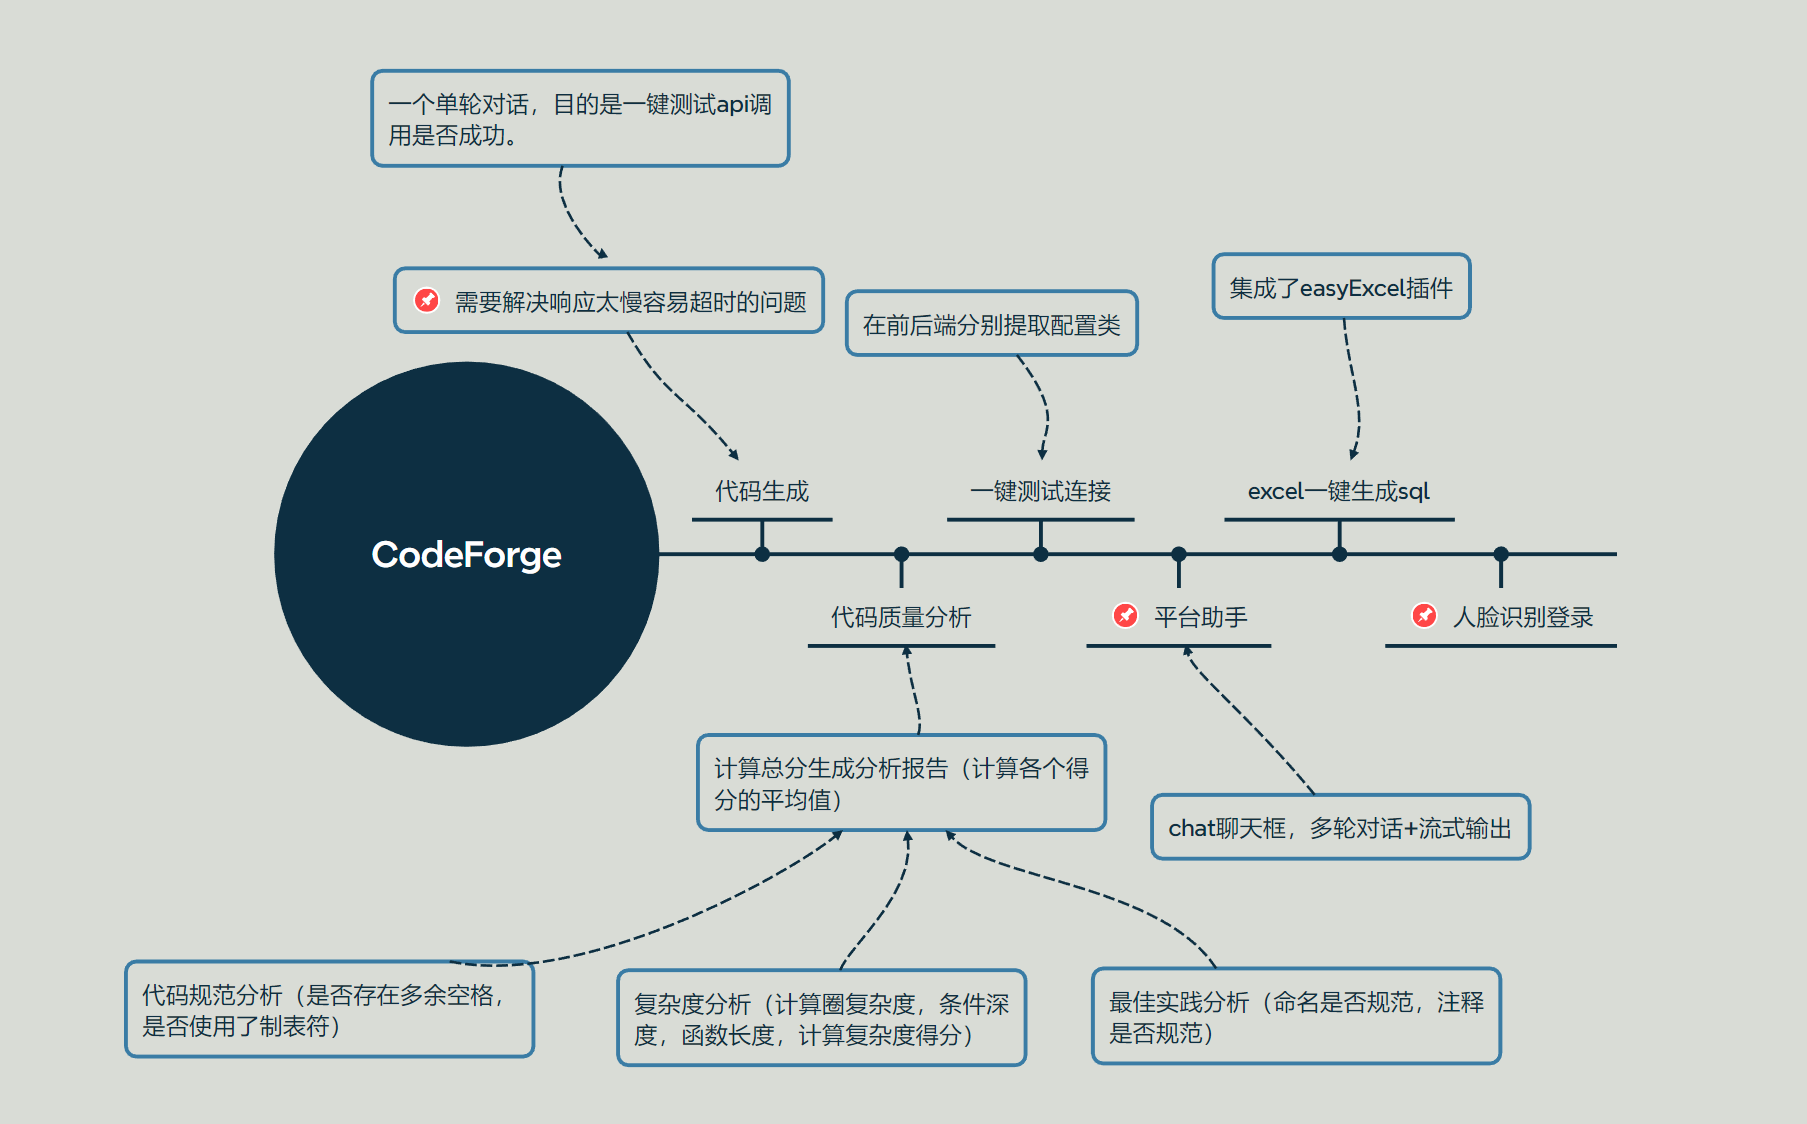 一个单轮对话，目的是一键测试api调
用是否成功。
需要解决响应太慢容易超时的问题
在前后端分别提取配置类
集成了easyExcel插件
代码生成
一键测试连接
excel一键生成sql
CodeForge
代码质量分析
平台助手
人脸识别登录
计算总分生成分析报告（计算各个得
分的平均值）
chat聊天框，多轮对话+流式输出
代码规范分析（是否存在多余空格，
是否使用了制表符）
复杂度分析（计算圈复杂度，条件深
度，函数长度，计算复杂度得分）
最佳实践分析（命名是否规范，注释
是否规范）